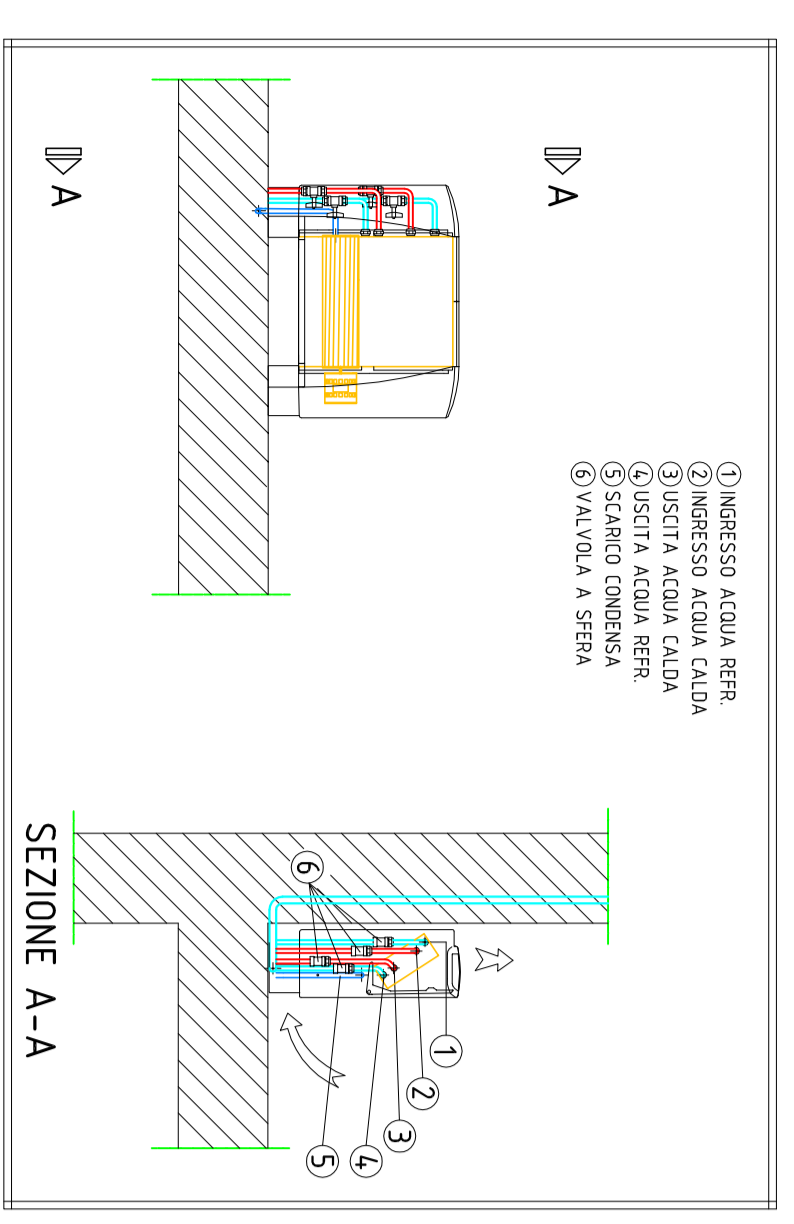 ① INGRESSO ACQUA REFR.
② INGRESSO ACQUA CALDA
③ USCITA ACQUA CALDA
④ USCITA ACQUA REFR.
⑤ SCARICO CONDENSA
⑥ VALVOLA A SFERA
A
A
6
1
2
3
4
5
SEZIONE A-A